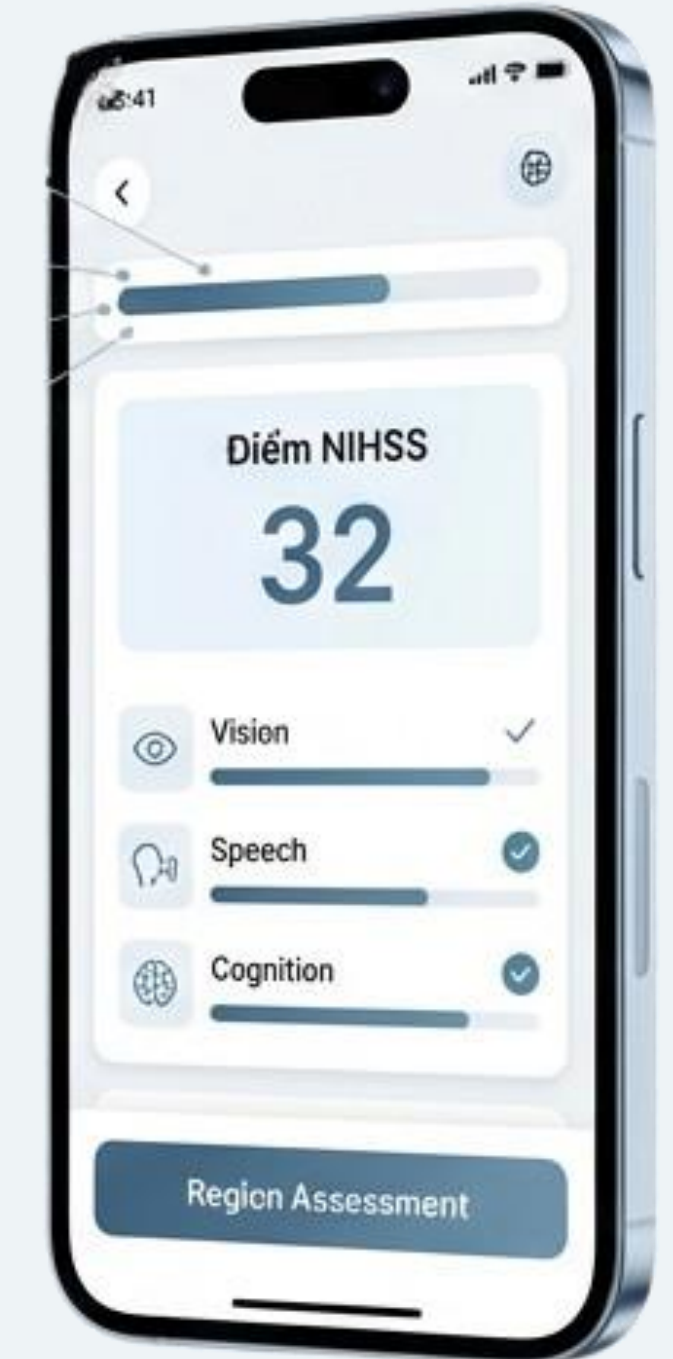 Điểm NIHSS
32
Vision
Speech
Cognition
Region Assessment